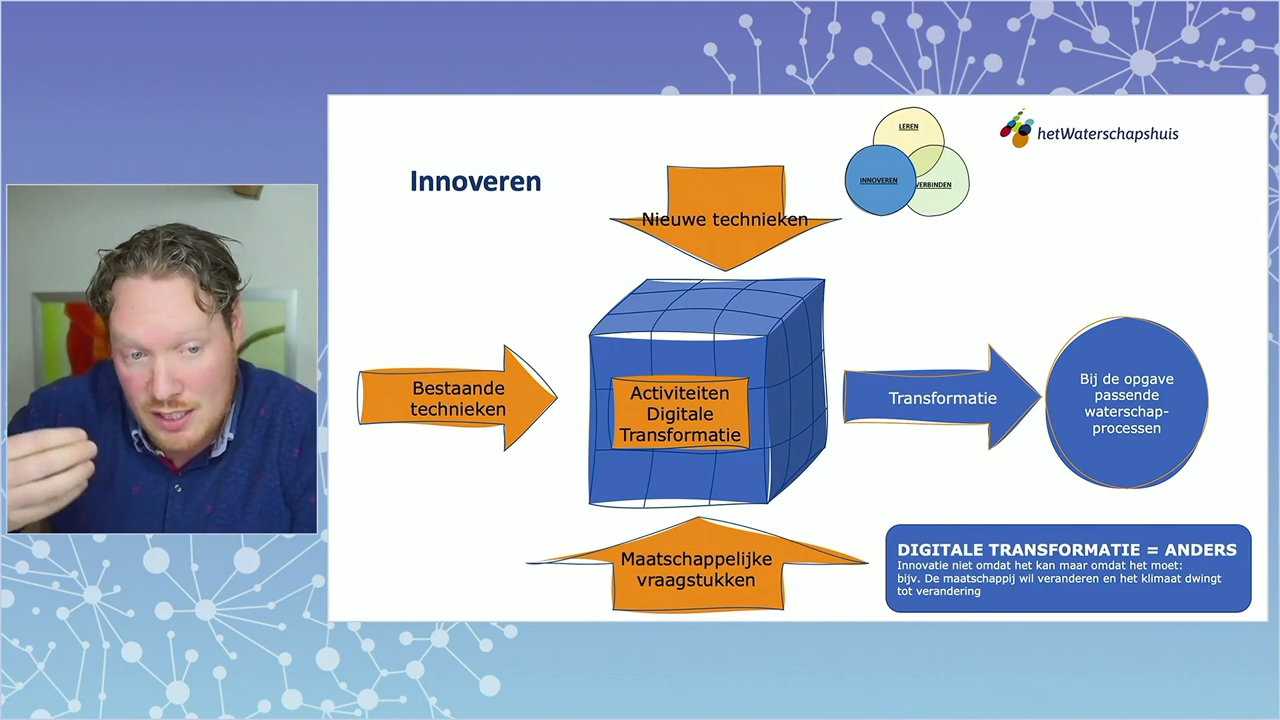 LEREN
INNOVEREN
VERBINDEN
hetWaterschapshuis
Innoveren
Nieuwe technieken
Bestaande
technieken
Activiteiten
Digitale
Transformatie
Transformatie
Bij de opgave
passende
waterschap-
processen
Maatschappelijke
vraagstukken
DIGITALE TRANSFORMATIE = ANDERS
Innovatie niet omdat het kan maar omdat het moet:
bijv. De maatschappij wil veranderen en het klimaat dwingt
tot verandering